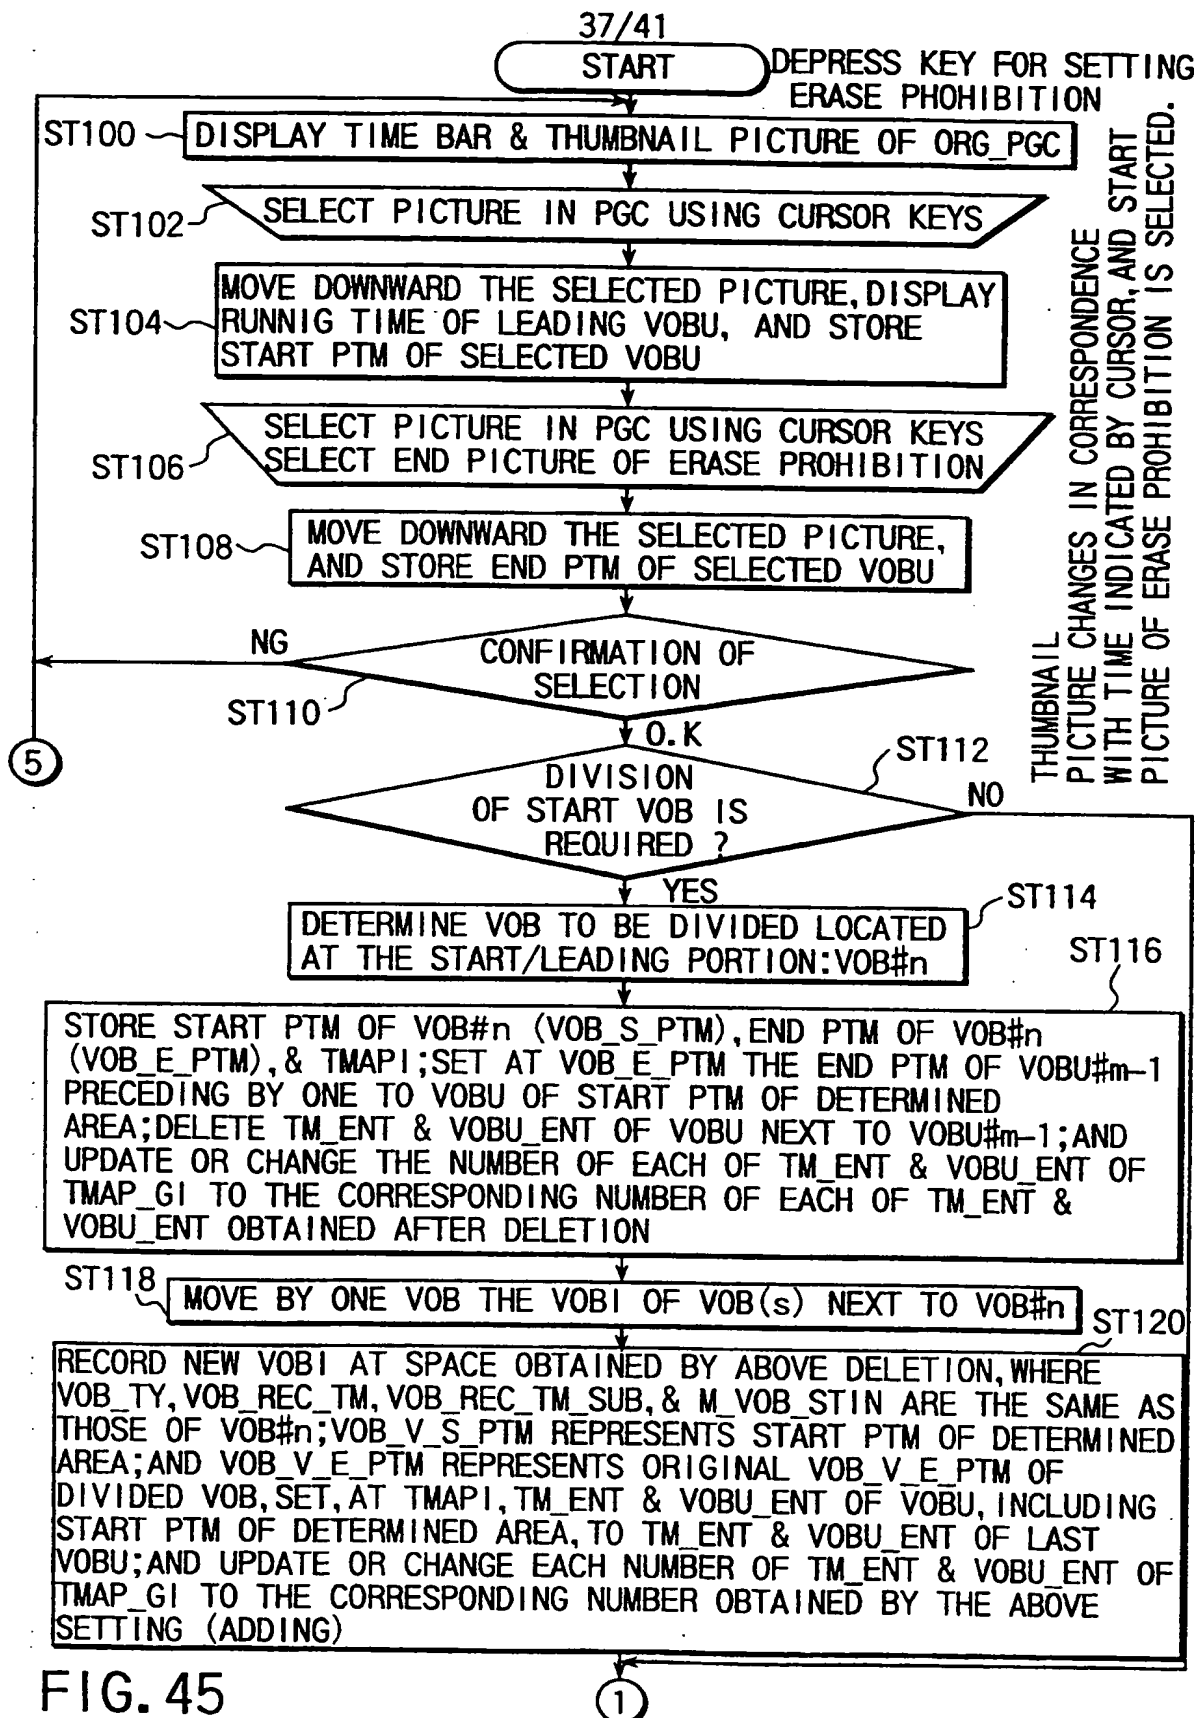 37/41
START
DEPRESS KEY FOR SETTING
ERASE PHOHIBITION
ST100
DISPLAY TIME BAR & THUMBNAIL PICTURE OF ORG_PGC
ST102
SELECT PICTURE IN PGC USING CURSOR KEYS
ST104
MOVE DOWNWARD THE SELECTED PICTURE, DISPLAY
RUNNIG TIME OF LEADING VOBU, AND STORE
START PTM OF SELECTED VOBU
ST106
SELECT PICTURE IN PGC USING CURSOR KEYS
SELECT END PICTURE OF ERASE PROHIBITION
ST108
MOVE DOWNWARD THE SELECTED PICTURE,
AND STORE END PTM OF SELECTED VOBU
THUMBNAIL
PICTURE CHANGES IN CORRESPONDENCE
WITH TIME INDICATED BY CURSOR, AND START
PICTURE OF ERASE PROHIBITION IS SELECTED.
NG
CONFIRMATION OF
SELECTION
ST110
O.K
5
ST112
DIVISION
OF START VOB IS
REQUIRED ?
NO
YES
ST114
DETERMINE VOB TO BE DIVIDED LOCATED
AT THE START/LEADING PORTION:VOB#n
ST116
STORE START PTM OF VOB#n (VOB_S_PTM), END PTM OF VOB#n
(VOB_E_PTM), & TMAPI;SET AT VOB_E_PTM THE END PTM OF VOBU#m-1
PRECEDING BY ONE TO VOBU OF START PTM OF DETERMINED
AREA;DELETE TM_ENT & VOBU_ENT OF VOBU NEXT TO VOBU#m-1;AND
UPDATE OR CHANGE THE NUMBER OF EACH OF TM_ENT & VOBU_ENT OF
TMAP_GI TO THE CORRESPONDING NUMBER OF EACH OF TM_ENT &
VOBU_ENT OBTAINED AFTER DELETION
ST118
MOVE BY ONE VOB THE VOBI OF VOB(s) NEXT TO VOB#n
ST120
RECORD NEW VOBI AT SPACE OBTAINED BY ABOVE DELETION, WHERE
VOB_TY, VOB_REC_TM, VOB_REC_TM_SUB, & M_VOB_STIN ARE THE SAME AS
THOSE OF VOB#n;VOB_V_S_PTM REPRESENTS START PTM OF DETERMINED
AREA;AND VOB_V_E_PTM REPRESENTS ORIGINAL VOB_V_E_PTM OF
DIVIDED VOB, SET, AT TMAPI, TM_ENT & VOBU_ENT OF VOBU, INCLUDING
START PTM OF DETERMINED AREA, TO TM_ENT & VOBU_ENT OF LAST
VOBU;AND UPDATE OR CHANGE EACH NUMBER OF TM_ENT & VOBU_ENT OF
TMAP_GI TO THE CORRESPONDING NUMBER OBTAINED BY THE ABOVE
SETTING (ADDING)
FIG. 45
1